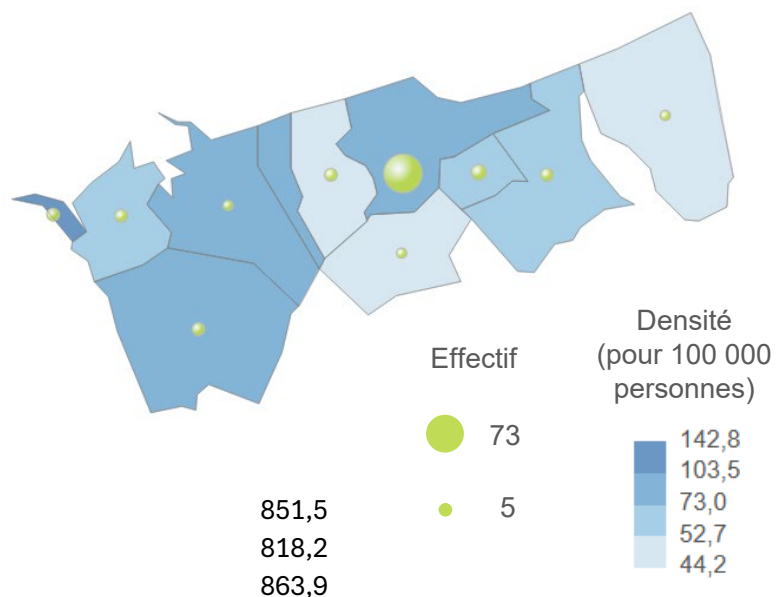 Effectif
73
5
Densité
(pour 100 000
personnes)
142,8
103,5
73,0
52,7
44,2
851,5
818,2
863,9